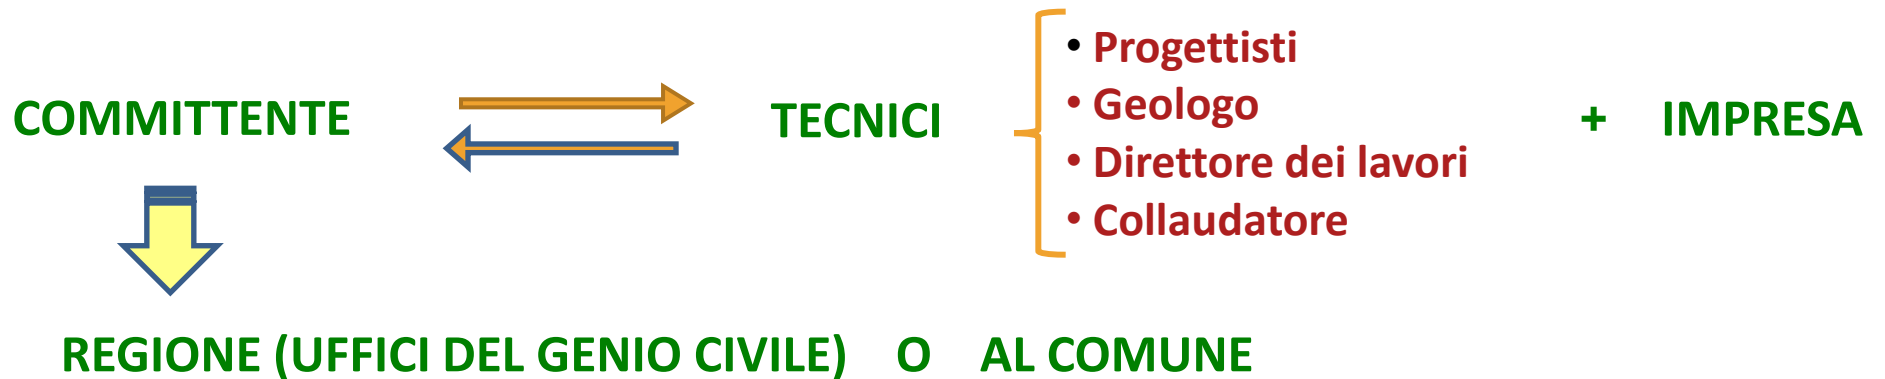 COMMITTENTE
TECNICI
• Progettisti
• Geologo
• Direttore dei lavori
• Collaudatore
+ IMPRESA
REGIONE (UFFICI DEL GENIO CIVILE) O AL COMUNE